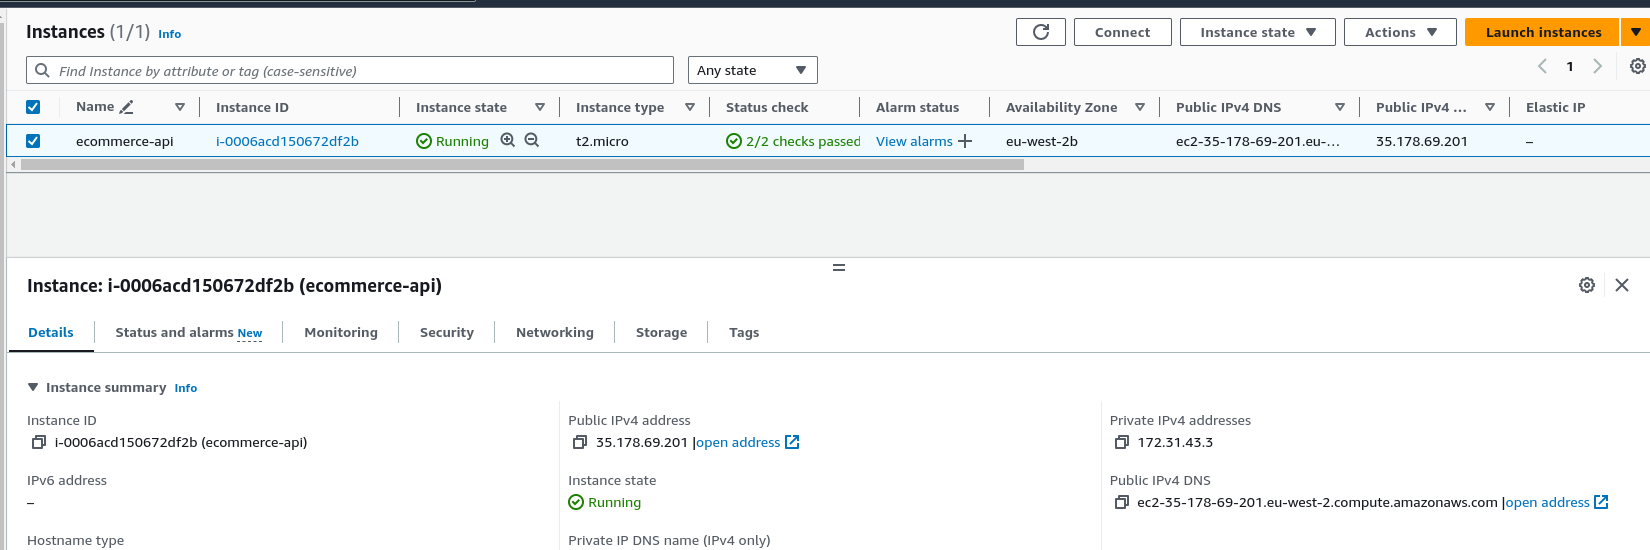 Instances (1/1) Info
Connect Instance state Actions Launch instances
Find Instance by attribute or tag (case-sensitive) Any state 1
Name Instance ID Instance state Instance type Status check Alarm status Availability Zone Public IPv4 DNS Public IPv4 ... Elastic IP
ecommerce-api i-0006acd150672df2b Running t2.micro 2/2 checks passed View alarms + eu-west-2b ec2-35-178-69-201.eu-... 35.178.69.201 –
Instance: i-0006acd150672df2b (ecommerce-api)
Details Status and alarms New Monitoring Security Networking Storage Tags
Instance summary Info
Instance ID Public IPv4 address Private IPv4 addresses
i-0006acd150672df2b (ecommerce-api) 35.178.69.201 |open address 172.31.43.3
IPv6 address Instance state Public IPv4 DNS
– Running ec2-35-178-69-201.eu-west-2.compute.amazonaws.com |open address
Hostname type Private IP DNS name (IPv4 only)